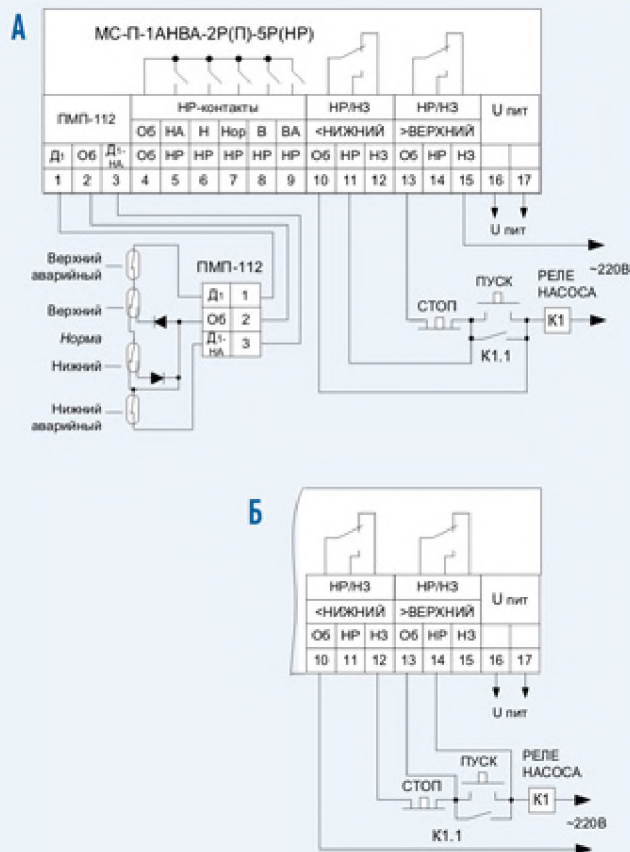 А
МС-П-1АНВА-2Р(П)-5Р(НР)
ПМП-112
НР-контакты
НР/НЗ
НР/НЗ
U пит
<НИЖНИЙ
>ВЕРХНИЙ
Об НА Н Нор В ВА
Д1 Об Д1-НА Об НР НР НР НР НР Об НР НЗ Об НР НЗ
1 2 3 4 5 6 7 8 9 10 11 12 13 14 15 16 17
U пит
~220В
Верхний аварийный
Верхний
Норма
Нижний
Нижний аварийный
ПМП-112
Д1 1
Об 2
Д1-НА 3
СТОП
ПУСК
РЕЛЕ НАСОСА
К1
К1.1
Б
НР/НЗ
НР/НЗ
U пит
<НИЖНИЙ
>ВЕРХНИЙ
Об НР НЗ Об НР НЗ
10 11 12 13 14 15 16 17
U пит
СТОП
ПУСК
РЕЛЕ НАСОСА
К1
К1.1
~220В